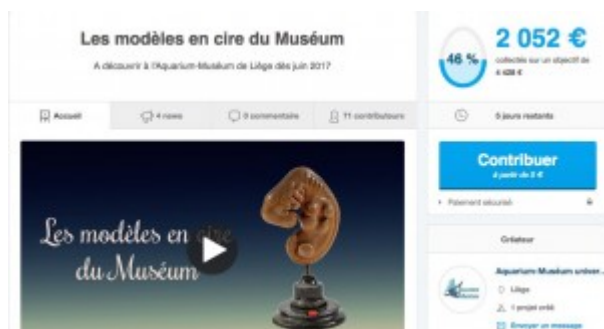 Les modèles en cire du Muséum
A découvrir à l'Aquarium-Muséum de Liège dès juin 2017
46 %
2 052 €
collectés sur un objectif de
4 428 €
Accueil
4 news
0 commentaire
11 contributeurs
jours restants
Contribuer
à partir de 5 €
Paiement sécurisé
Les modèles en cire
du Muséum
Créateur
Aquarium-Muséum univer...
Liège
1 projet créé
Envoyer un message